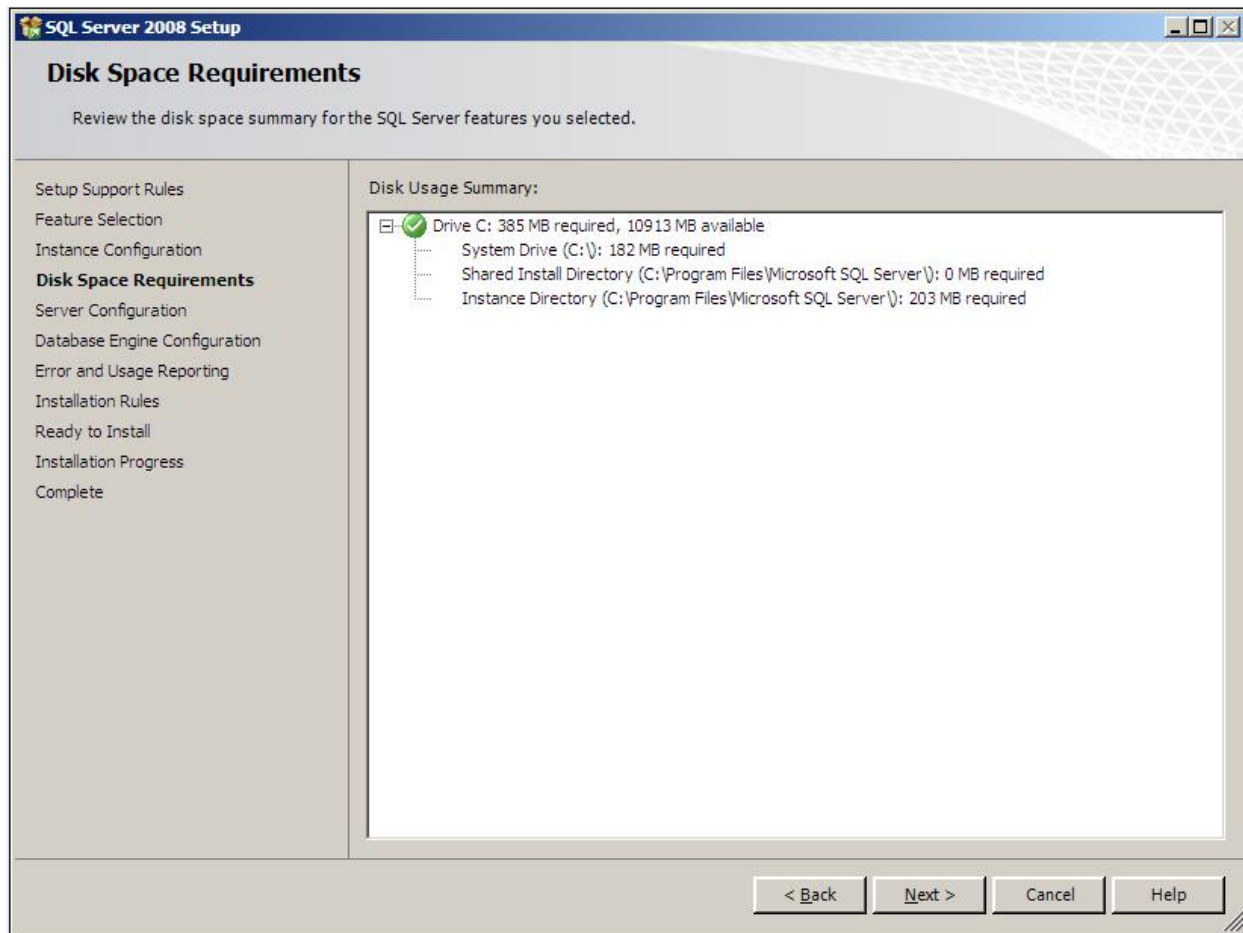 SQL Server 2008 Setup
Disk Space Requirements
Review the disk space summary for the SQL Server features you selected.
Setup Support Rules
Feature Selection
Instance Configuration
Disk Space Requirements
Server Configuration
Database Engine Configuration
Error and Usage Reporting
Installation Rules
Ready to Install
Installation Progress
Complete
Disk Usage Summary:
Drive C: 385 MB required, 10913 MB available
System Drive (C:\): 182 MB required
Shared Install Directory (C:\Program Files\Microsoft SQL Server\): 0 MB required
Instance Directory (C:\Program Files\Microsoft SQL Server\): 203 MB required
< Back Next > Cancel Help